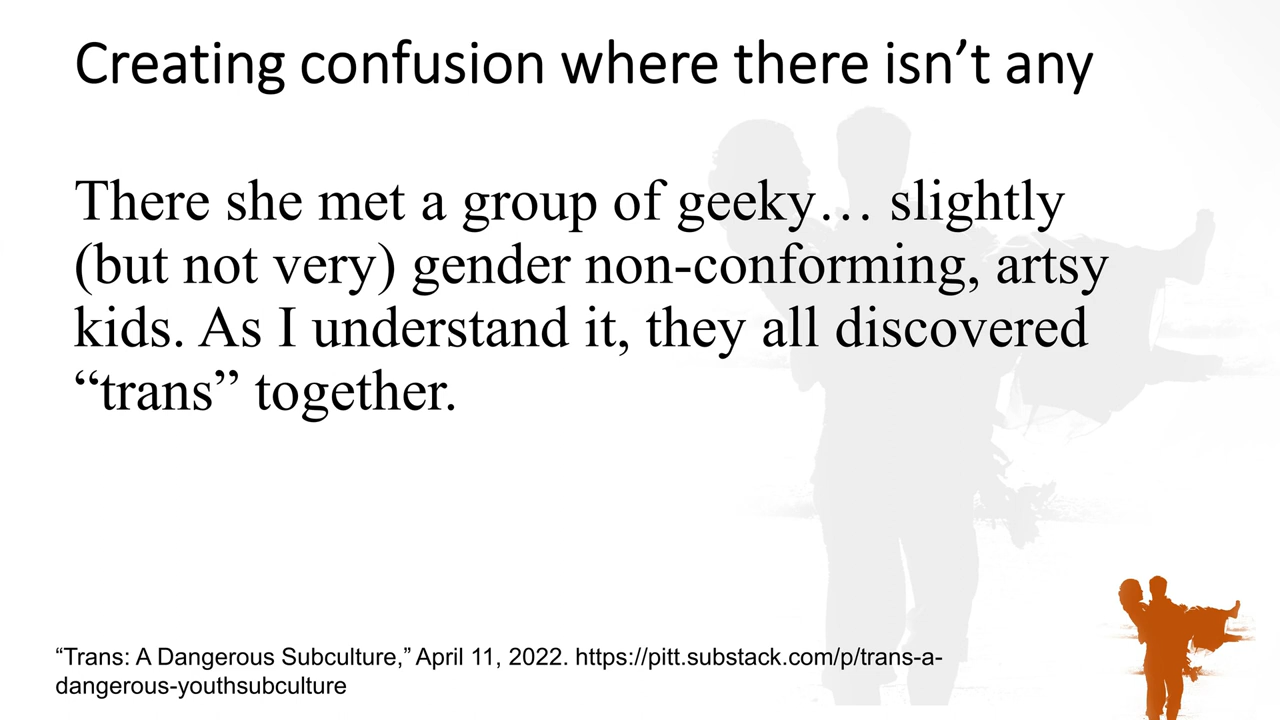 Creating confusion where there isn’t any
There she met a group of geeky… slightly
(but not very) gender non-conforming, artsy
kids. As I understand it, they all discovered
“trans” together.
“Trans: A Dangerous Subculture,” April 11, 2022. https://pitt.substack.com/p/trans-a-
dangerous-youthsubculture